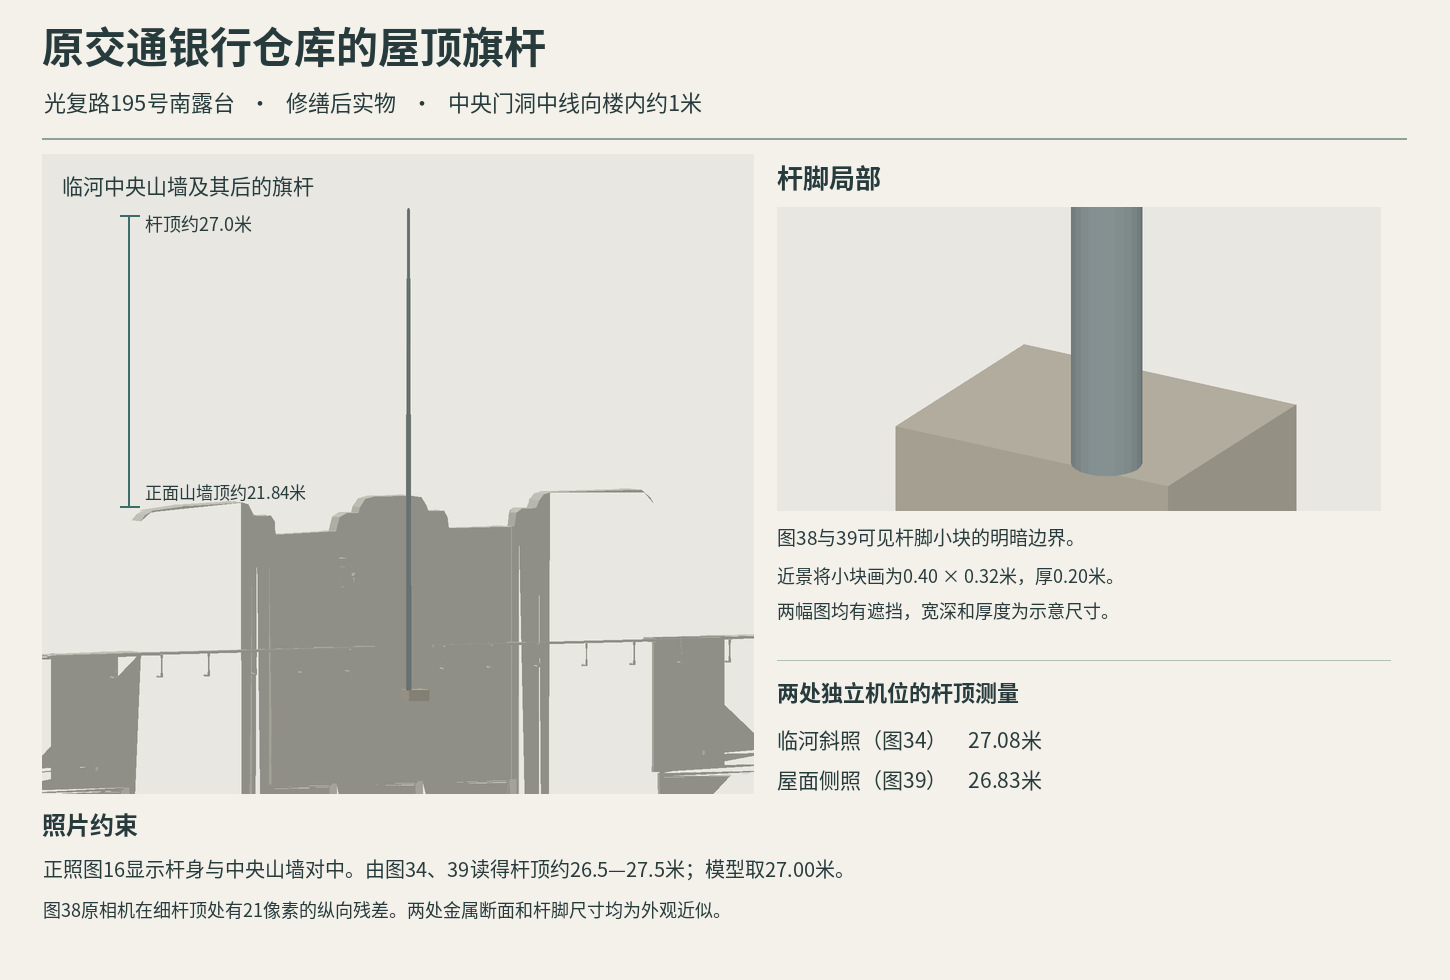 原交通银行仓库的屋顶旗杆
光复路195号南露台 • 修缮后实物 • 中央门洞中线向楼内约1米
临河中央山墙及其后的旗杆
杆顶约27.0米
正面山墙顶约21.84米
杆脚局部
图38与39可见杆脚小块的明暗边界。
近景将小块画为0.40 × 0.32米，厚0.20米。
两幅图均有遮挡，宽深和厚度为示意尺寸。
两处独立机位的杆顶测量
临河斜照（图34） 27.08米
屋面侧照（图39） 26.83米
照片约束
正照图16显示杆身与中央山墙对中。由图34、39读得杆顶约26.5—27.5米；模型取27.00米。
图38原相机在细杆顶处有21像素的纵向残差。两处金属断面和杆脚尺寸均为外观近似。